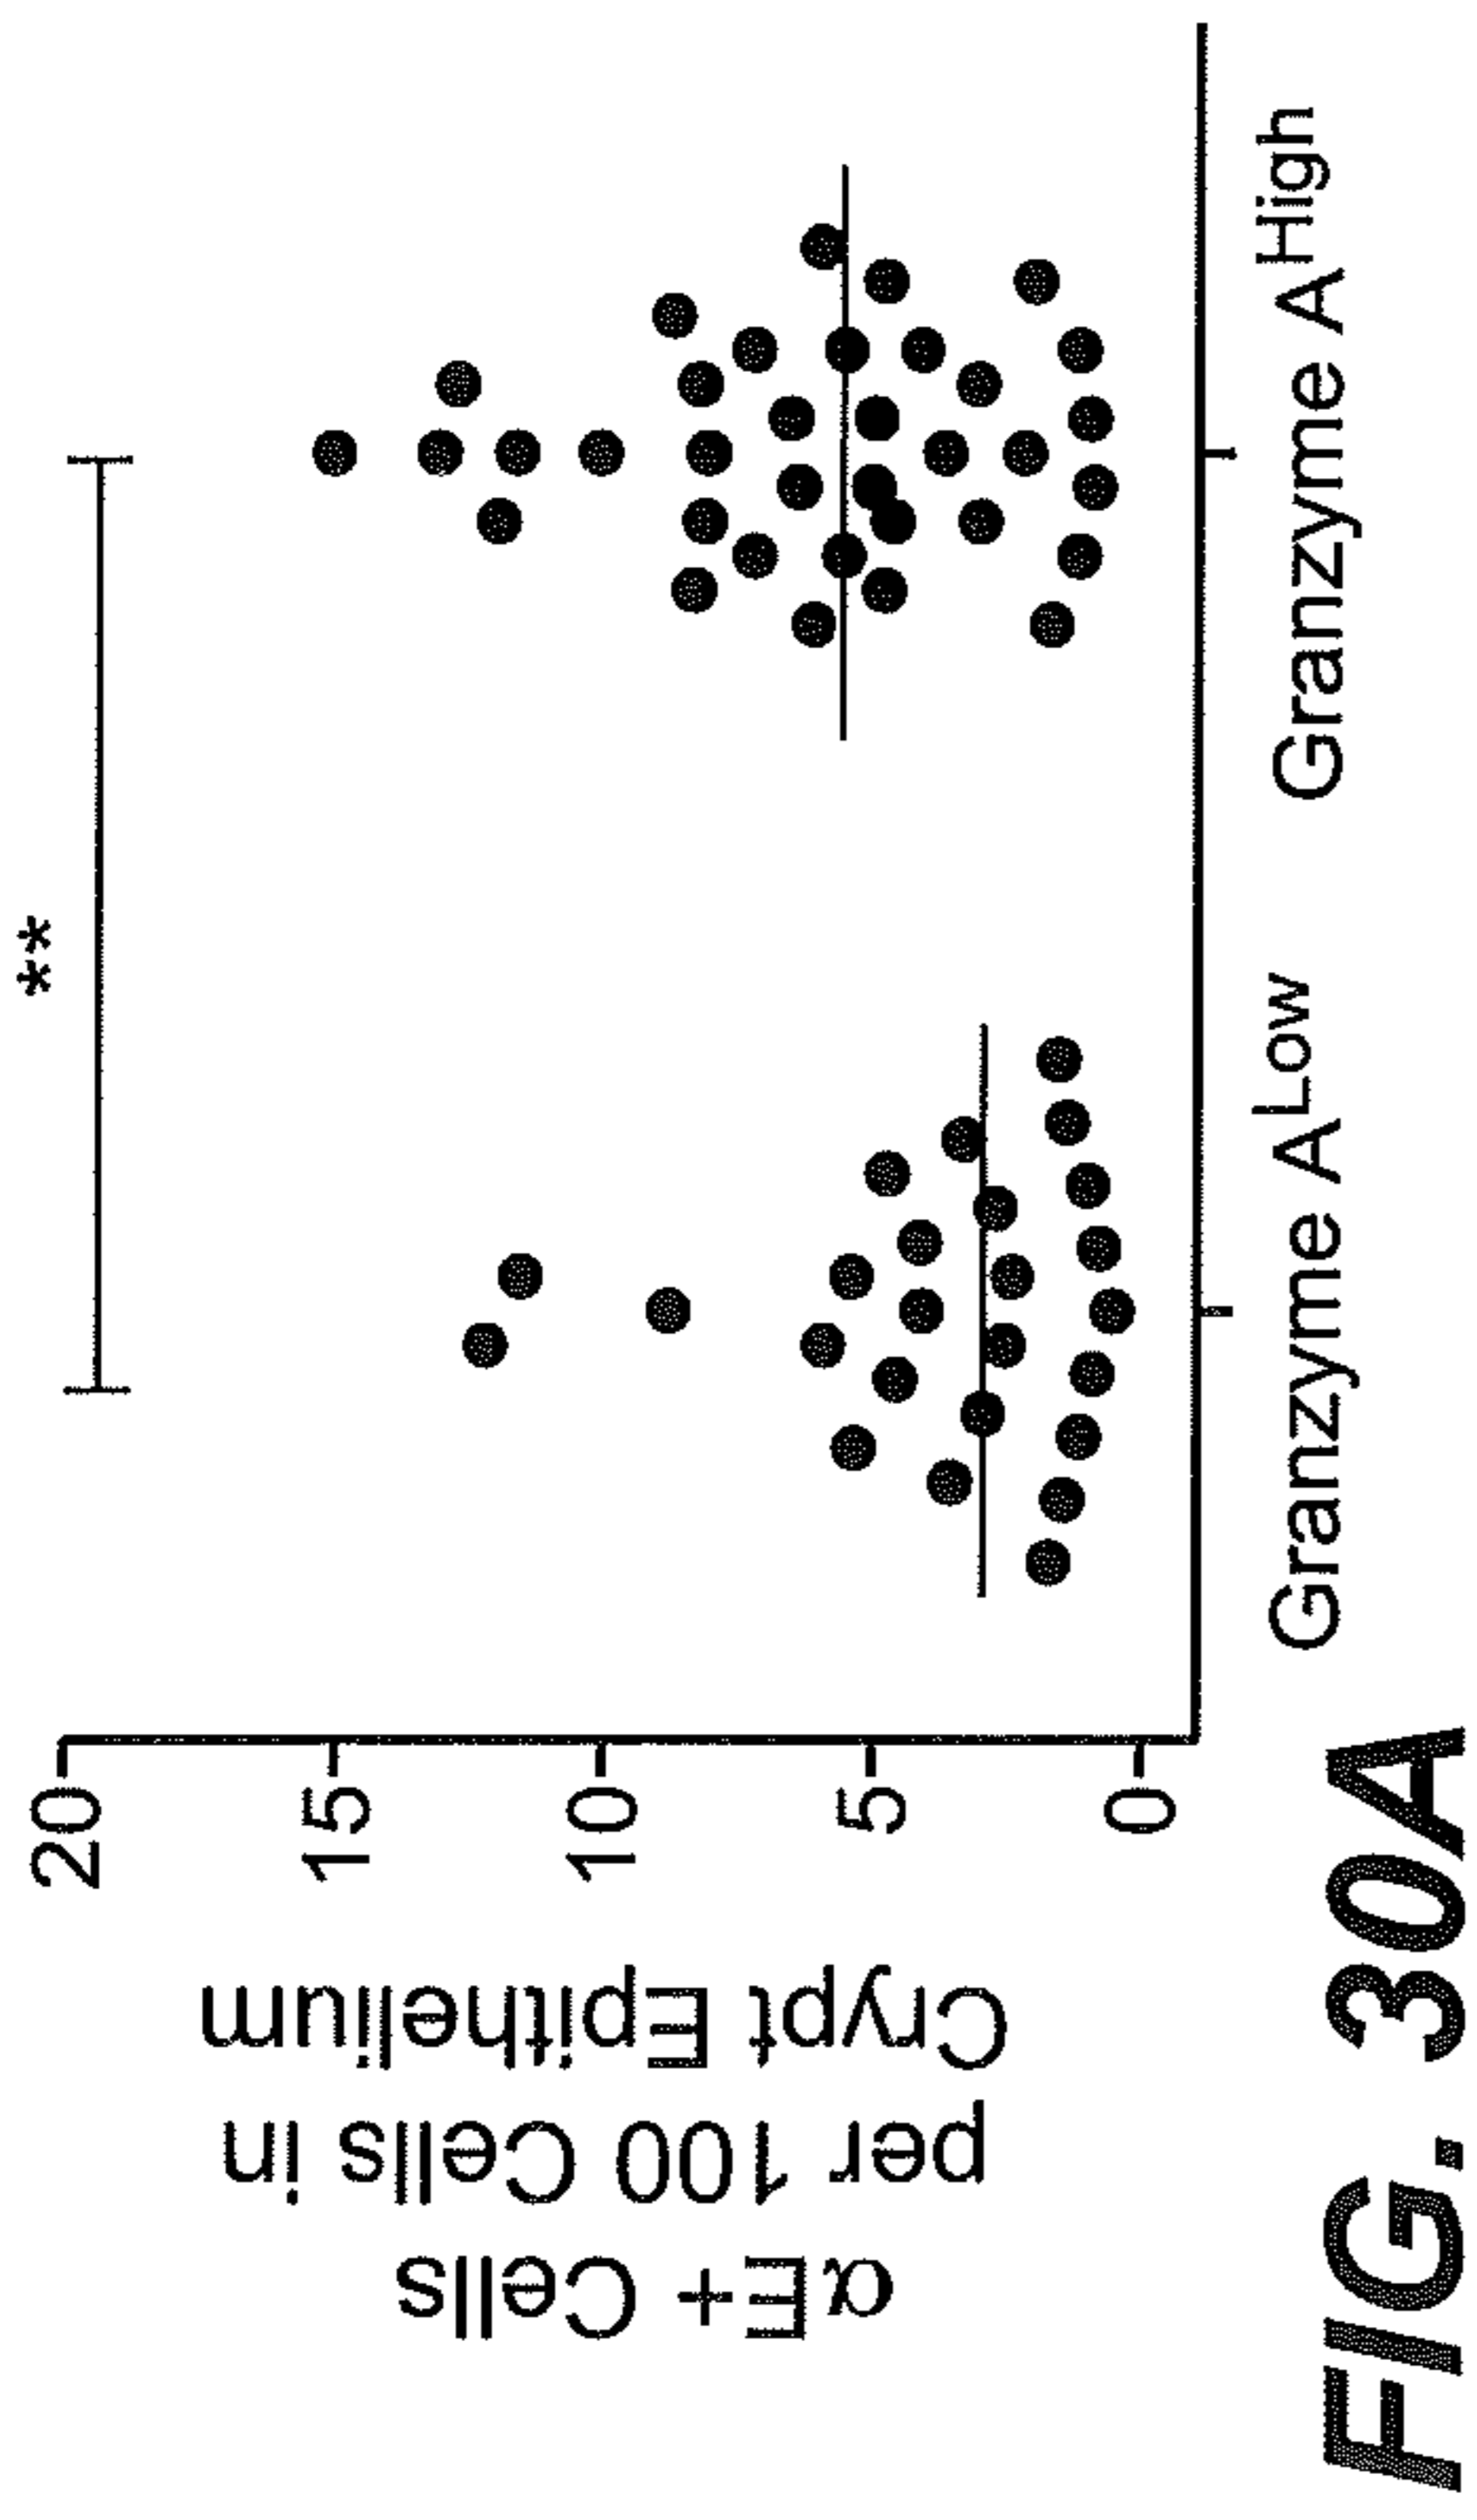 **
αE+ Cells
per 100 Cells in
Crypt Epithelium
20
15
10
5
0
Granzyme A^Low
Granzyme A^High
FIG. 30A